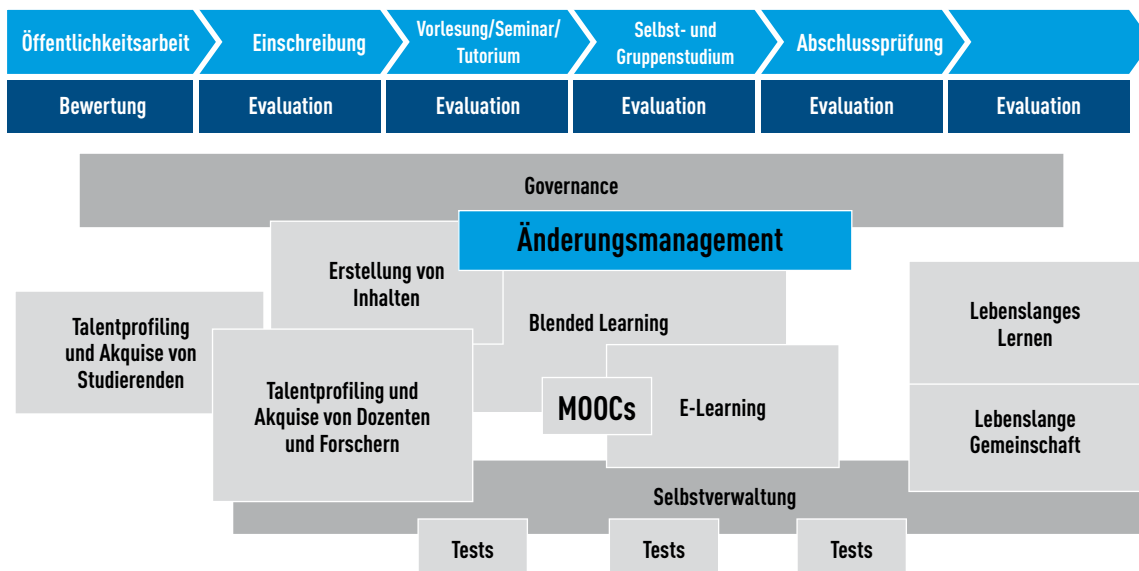 Öffentlichkeitsarbeit
Einschreibung
Vorlesung/Seminar/
Tutorium
Selbst- und
Gruppenstudium
Abschlussprüfung
Bewertung
Evaluation
Evaluation
Evaluation
Evaluation
Evaluation
Governance
Änderungsmanagement
Erstellung von
Inhalten
Talentprofiling
und Akquise von
Studierenden
Blended Learning
Lebenslanges
Lernen
Talentprofiling und
Akquise von Dozenten
und Forschern
MOOCs
E-Learning
Lebenslange
Gemeinschaft
Selbstverwaltung
Tests
Tests
Tests